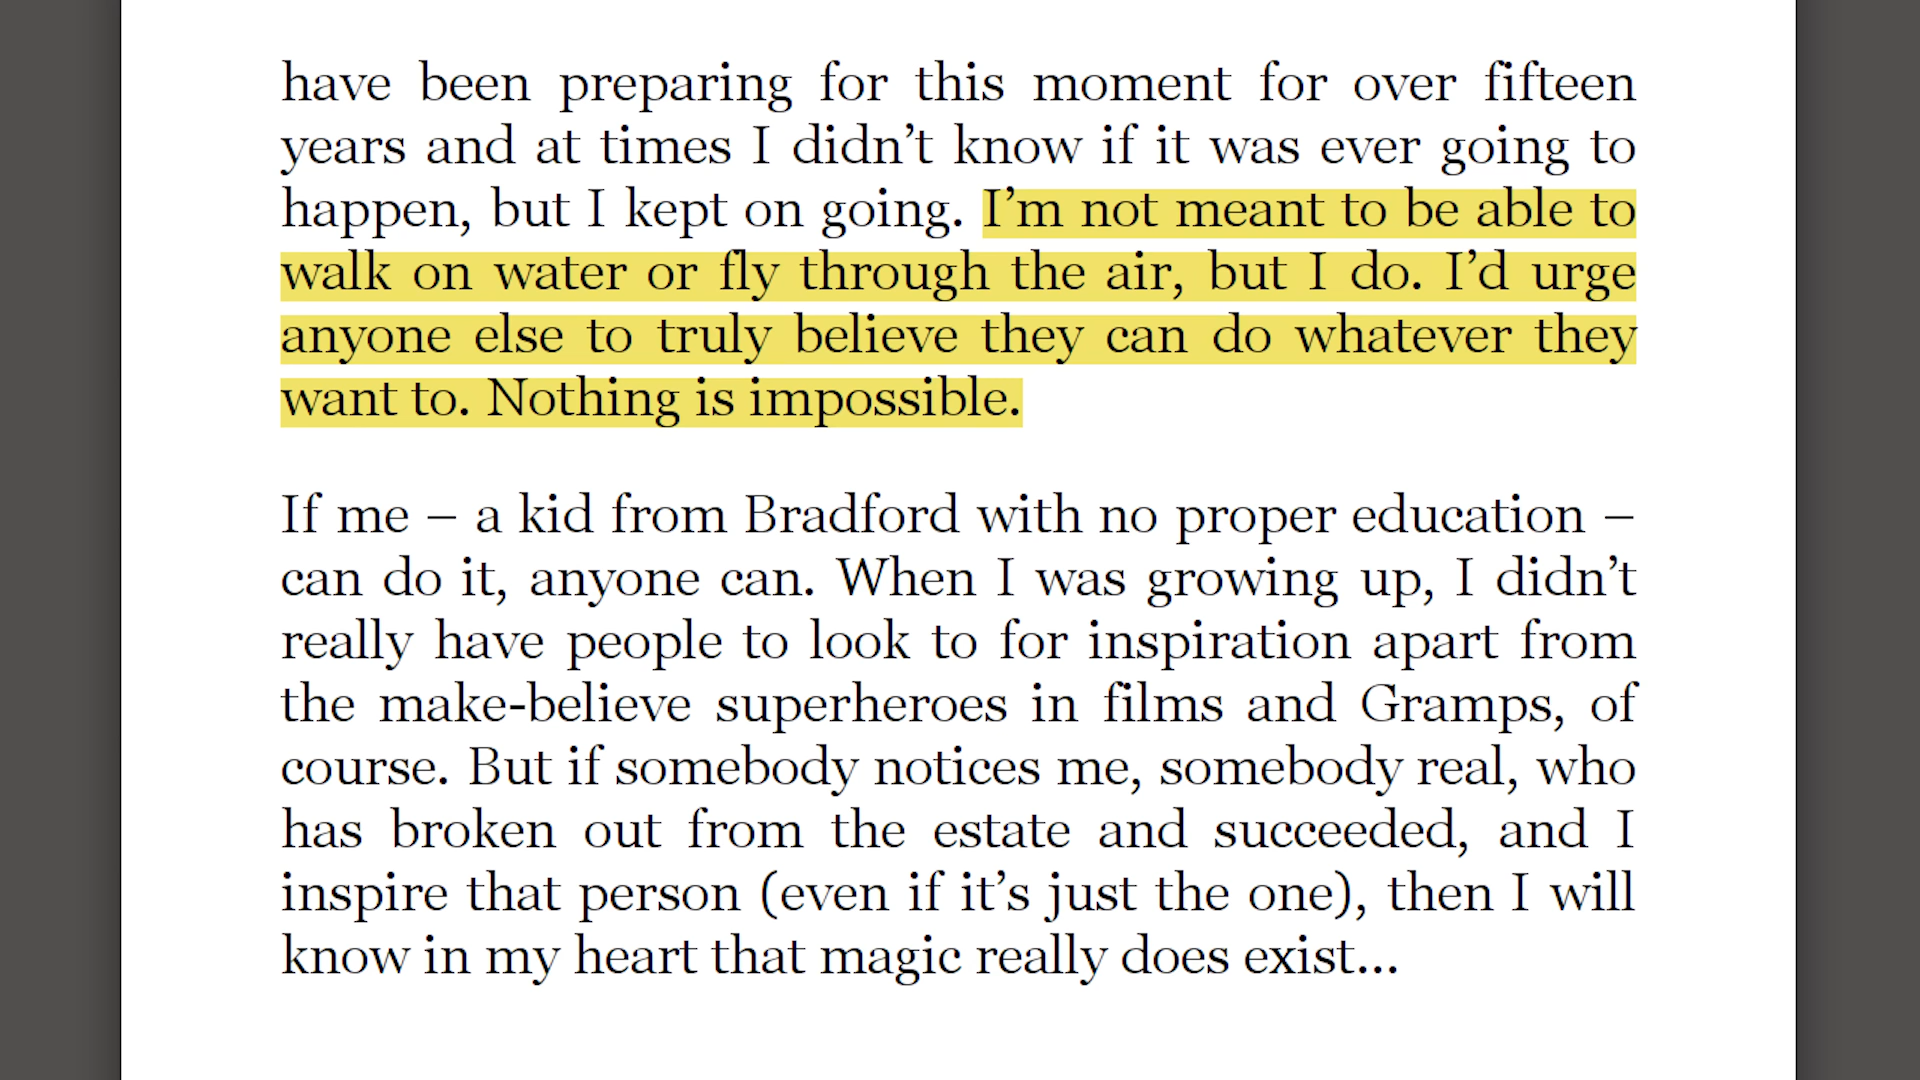 have been preparing for this moment for over fifteen
years and at times I didn’t know if it was ever going to
happen, but I kept on going. I’m not meant to be able to
walk on water or fly through the air, but I do. I’d urge
anyone else to truly believe they can do whatever they
want to. Nothing is impossible.
If me – a kid from Bradford with no proper education –
can do it, anyone can. When I was growing up, I didn’t
really have people to look to for inspiration apart from
the make-believe superheroes in films and Gramps, of
course. But if somebody notices me, somebody real, who
has broken out from the estate and succeeded, and I
inspire that person (even if it’s just the one), then I will
know in my heart that magic really does exist...